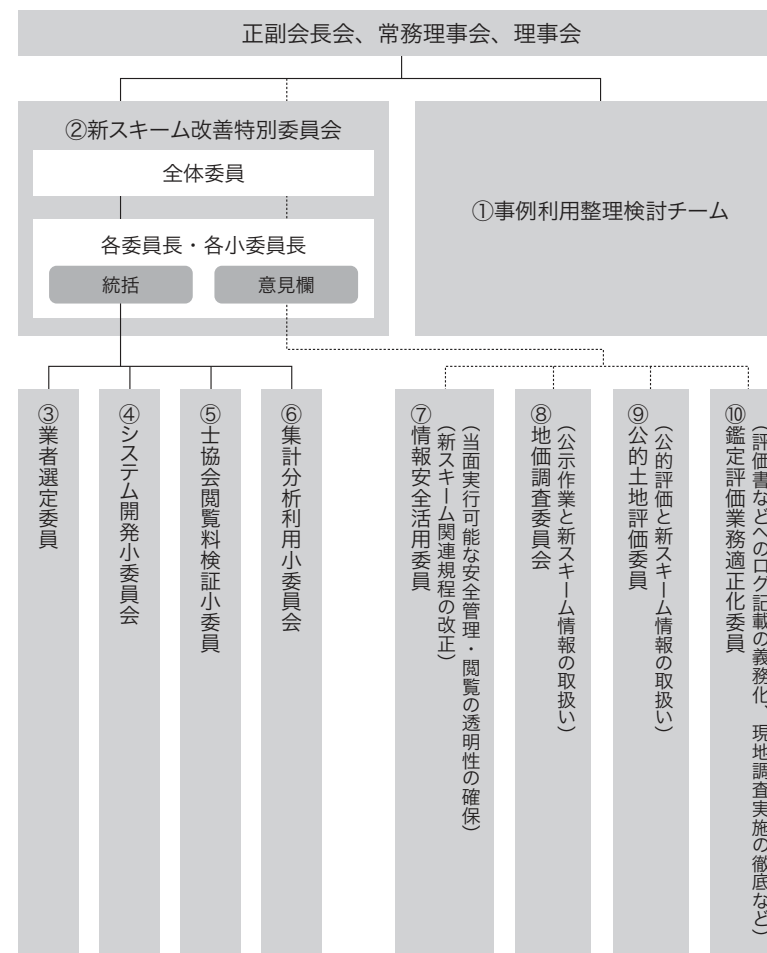 正副会長会、常務理事会、理事会
②新スキーム改善特別委員会
全体委員
各委員長・各小委員長
統括
意見欄
①事例利用整理検討チーム
③業者選定委員
④システム開発小委員会
⑤士協会閲覧料検証小委員
⑥集計分析利用小委員会
⑦情報安全活用委員
（新スキーム関連規程の改正）
（当面実行可能な安全管理・閲覧の透明性の確保）
⑧地価調査委員会
（公示作業と新スキーム情報の取扱い）
⑨公的土地評価委員
（公的評価と新スキーム情報の取扱い）
⑩鑑定評価業務適正化委員
（評価書などへのログ記載の義務化、現地調査実施の徹底など）